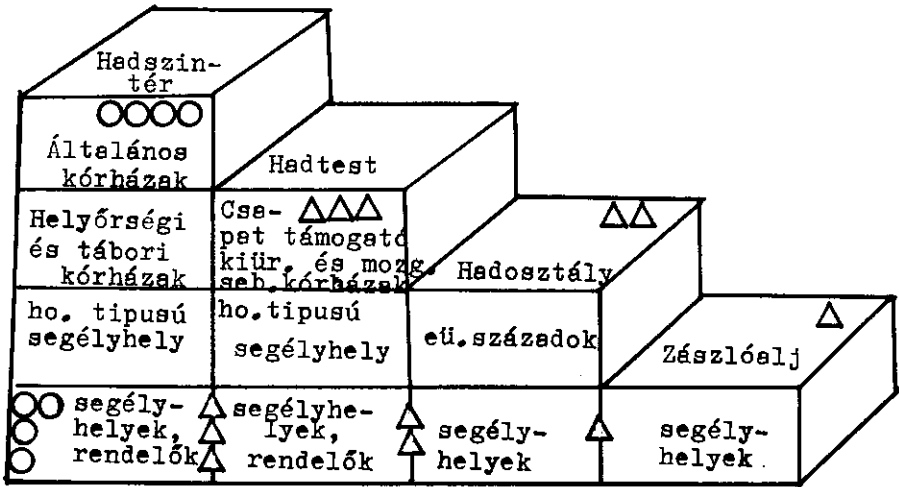 Hadszin-
tér
Általános
kórházak
Hadtest
Helyőrségi
és tábori
kórházak
Csa-
pat támogató
kiür. és mozg.
seb.kórházak
Hadosztály
ho. tipusú
segélyhely
ho.tipusú
segélyhely
eü.századok
Zászlóalj
segély-
helyek,
rendelők
segélyhe-
lyek,
rendelők
segély-
helyek
segély-
helyek